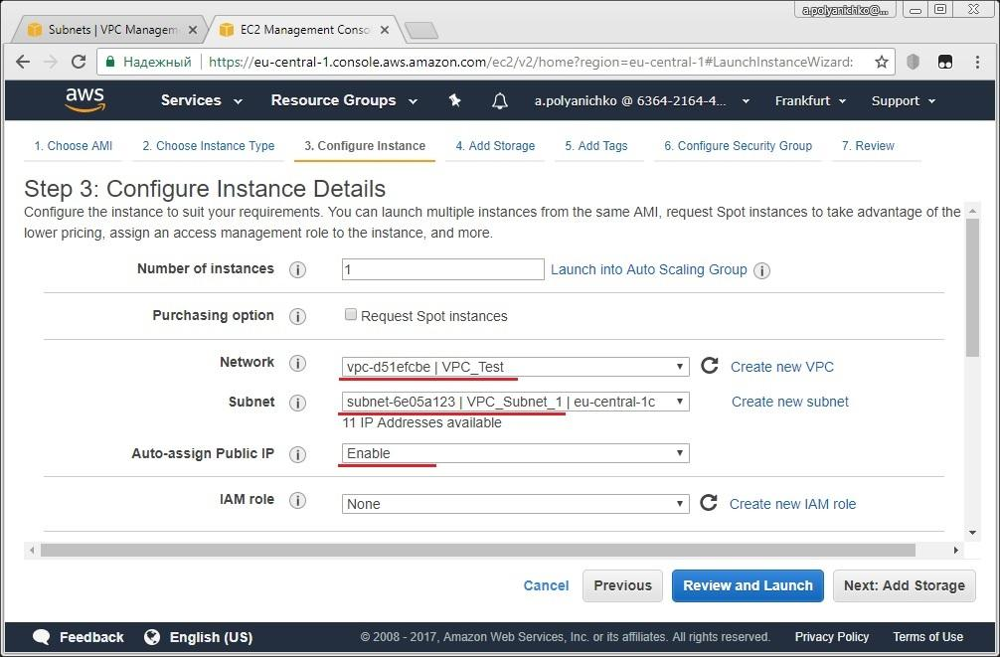 a.polyanichko@...
Subnets | VPC Managem
EC2 Management Conso
Надежный
https://eu-central-1.console.aws.amazon.com/ec2/v2/home?region=eu-central-1#LaunchInstanceWizard:
aws
Services
Resource Groups
a.polyanichko @ 6364-2164-4...
Frankfurt
Support
1. Choose AMI
2. Choose Instance Type
3. Configure Instance
4. Add Storage
5. Add Tags
6. Configure Security Group
7. Review
Step 3: Configure Instance Details
Configure the instance to suit your requirements. You can launch multiple instances from the same AMI, request Spot instances to take advantage of the
lower pricing, assign an access management role to the instance, and more.
Number of instances
1
Launch into Auto Scaling Group
Purchasing option
Request Spot instances
Network
vpc-d51efcbe | VPC_Test
Create new VPC
Subnet
subnet-6e05a123 | VPC_Subnet_1 | eu-central-1c
Create new subnet
11 IP Addresses available
Auto-assign Public IP
Enable
IAM role
None
Create new IAM role
Cancel
Previous
Review and Launch
Next: Add Storage
Feedback
English (US)
© 2008 - 2017, Amazon Web Services, Inc. or its affiliates. All rights reserved.
Privacy Policy
Terms of Use